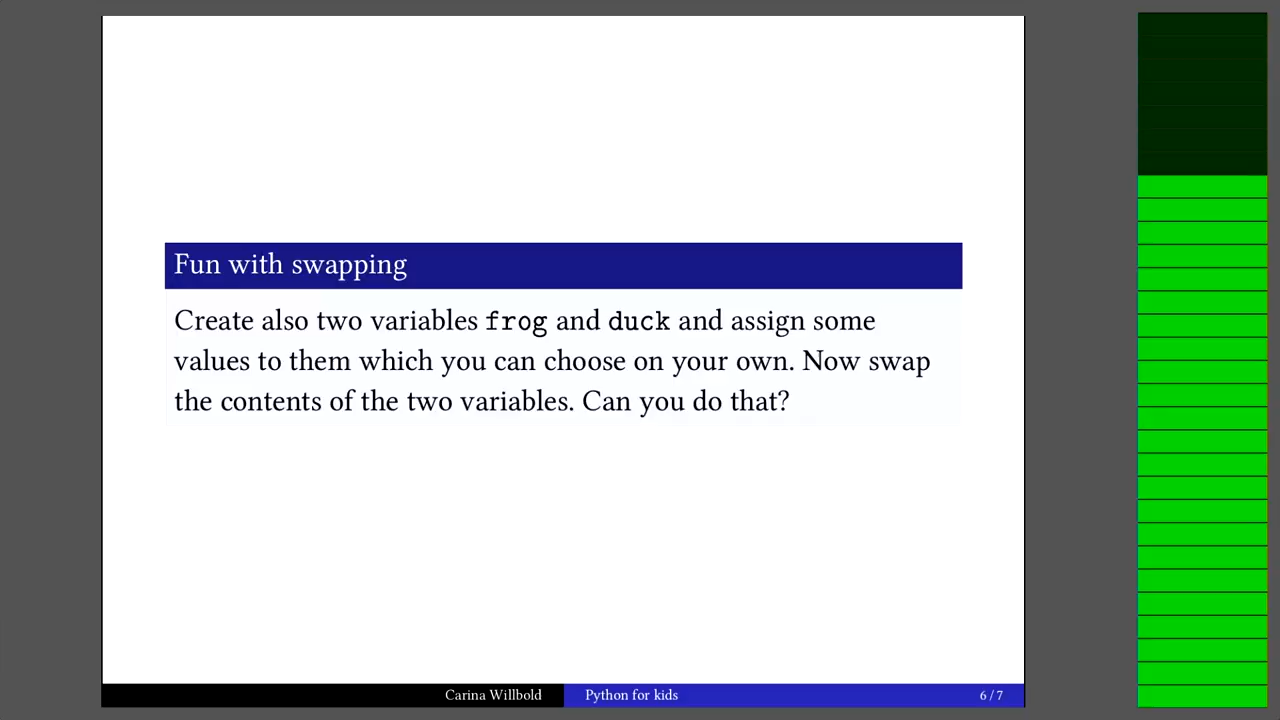 Fun with swapping
Create also two variables frog and duck and assign some
values to them which you can choose on your own. Now swap
the contents of the two variables. Can you do that?
Carina Willbold
Python for kids
6 / 7